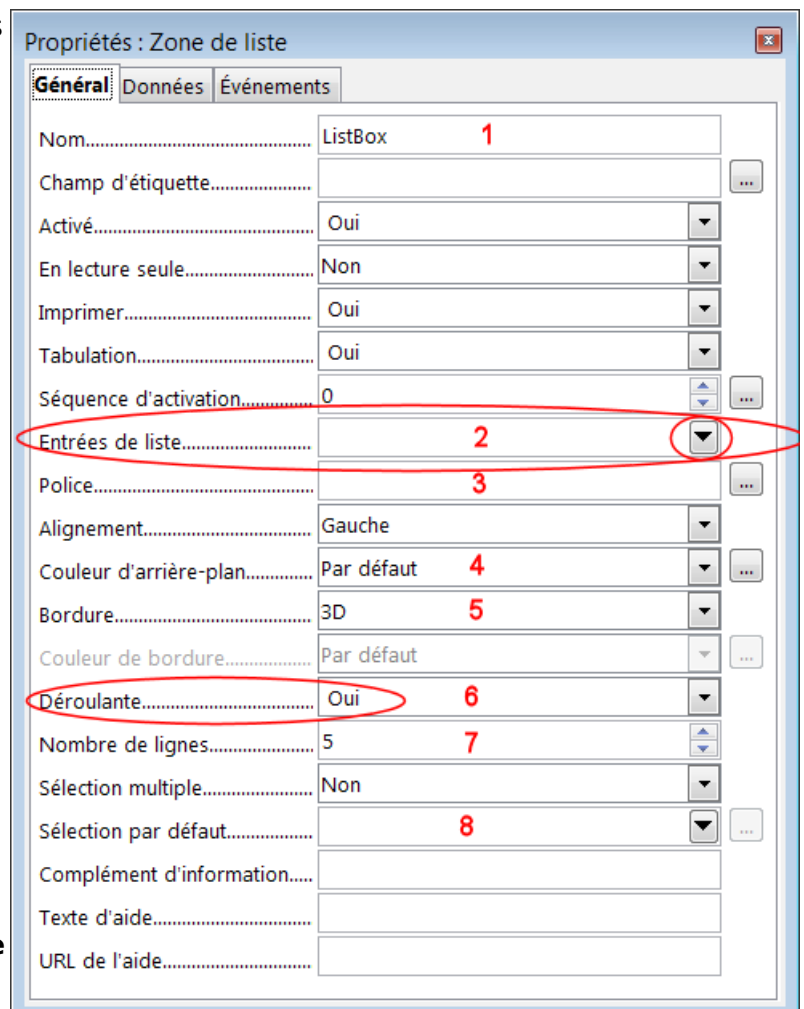 s
Propriétés : Zone de liste
Général Données Événements
Nom............................................. ListBox 1
Champ d'étiquette.................... ...
Activé............................................ Oui
En lecture seule......................... Non
Imprimer..................................... Oui
Tabulation................................... Oui
Séquence d'activation.............. 0 ...
Entrées de liste.......................... 2
Police............................................ 3 ...
Alignement.................................. Gauche
Couleur d'arrière-plan............. Par défaut 4 ...
Bordure........................................ 3D 5
Couleur de bordure................. Par défaut ...
Déroulante...................................... Oui 6
Nombre de lignes..................... 5 7
Sélection multiple...................... Non
Sélection par défaut................. 8 ...
Complément d'information.....
Texte d'aide................................
e
URL de l'aide..............................